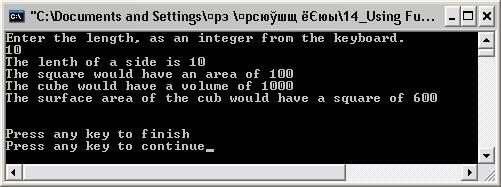 "C:\Documents and Settings\¤рэ \¤рсюўшщ ёЄюы\14_Using Fu...
Enter the length, as an integer from the keyboard.
10
The lenth of a side is 10
The square would have an area of 100
The cube would have a volume of 1000
The surface area of the cub would have a square of 600
Press any key to finish
Press any key to continue_